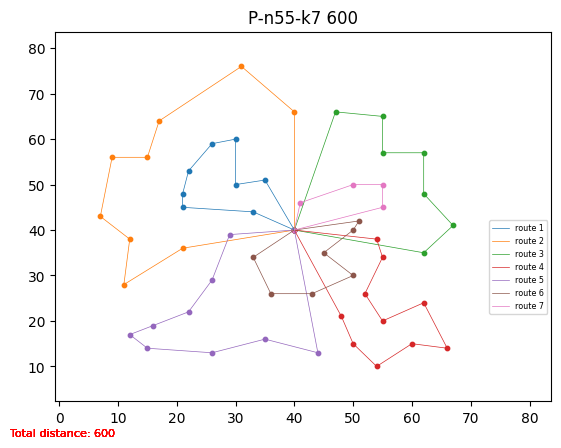 P-n55-k7 600
80
70
60
50
40
30
20
10
0 10 20 30 40 50 60 70 80
route 1
route 2
route 3
route 4
route 5
route 6
route 7
Total distance: 600